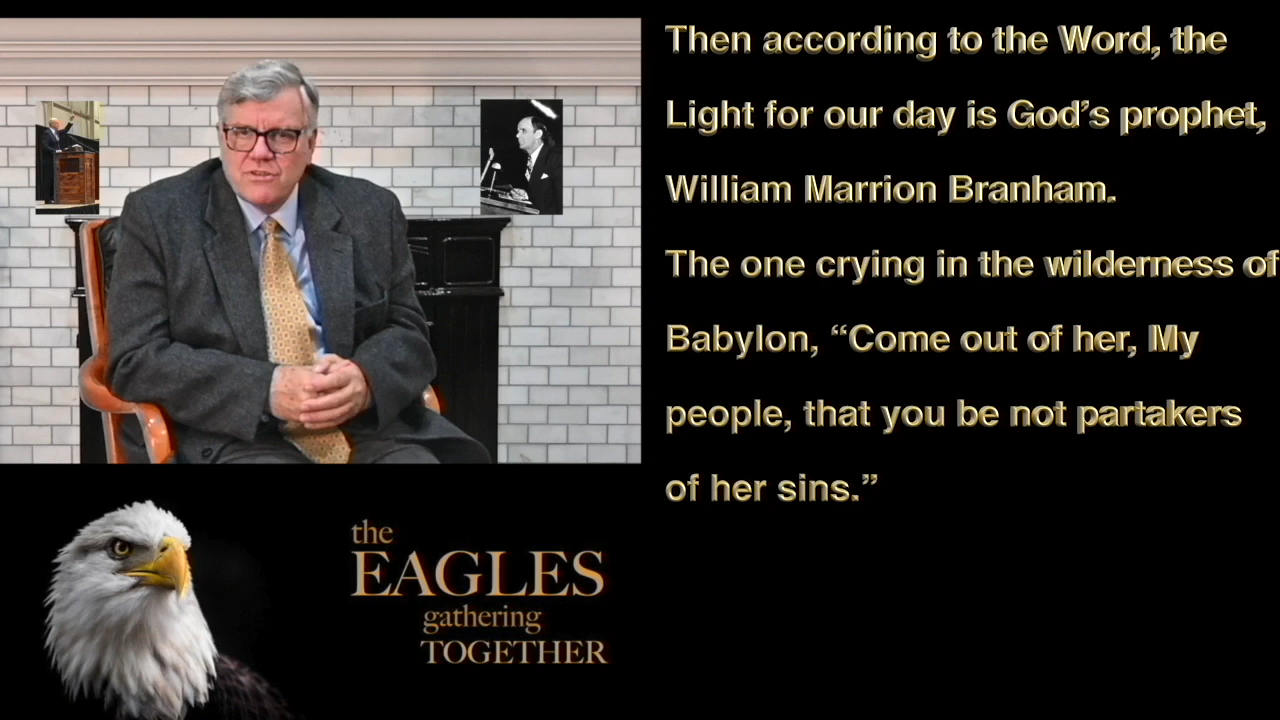 Then according to the Word, the
Light for our day is God’s prophet,
William Marrion Branham.
The one crying in the wilderness of
Babylon, “Come out of her, My
people, that you be not partakers
of her sins.”
the
EAGLES
gathering
TOGETHER